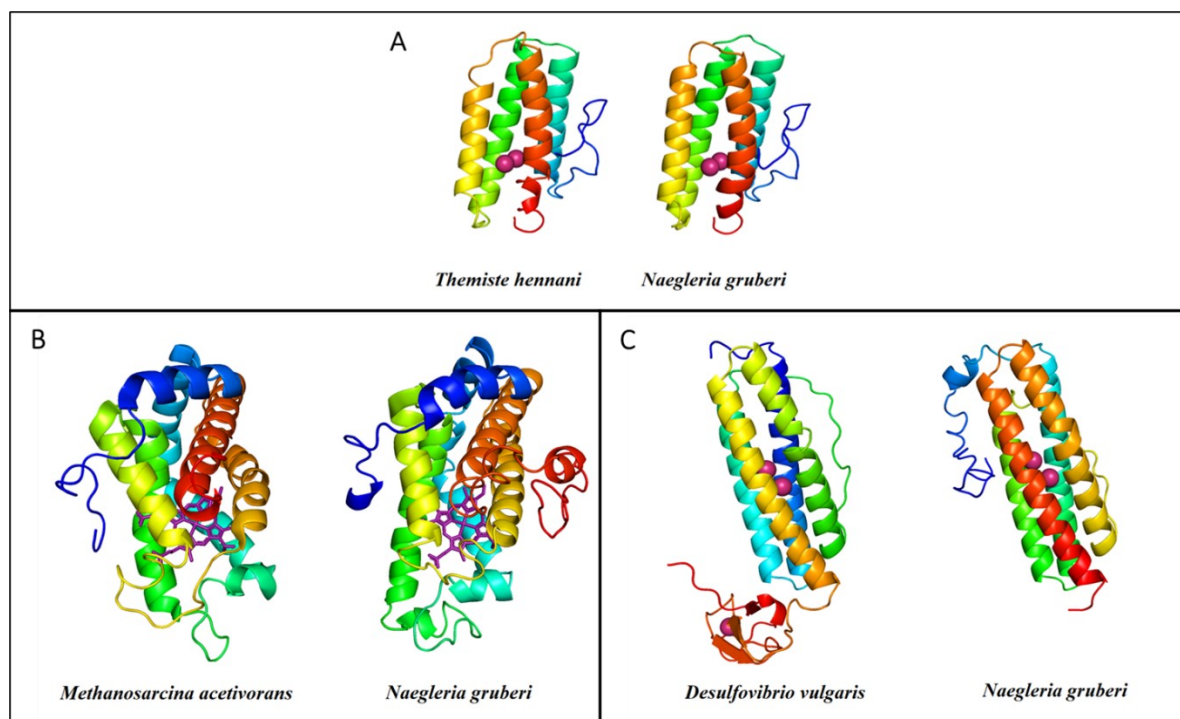 A
Themiste hennani
Naegleria gruberi
B
C
Methanosarcina acetivorans
Naegleria gruberi
Desulfovibrio vulgaris
Naegleria gruberi